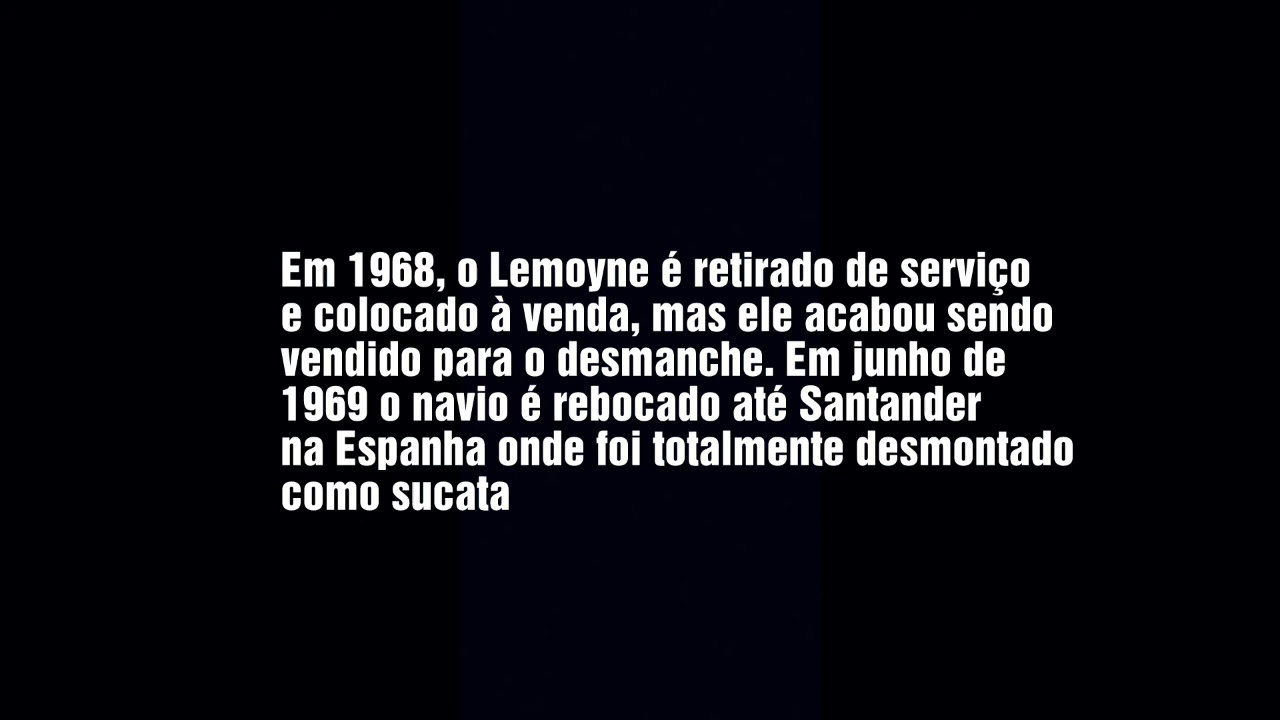 Em 1968, o Lemoyne é retirado de serviço
e colocado à venda, mas ele acabou sendo
vendido para o desmanche. Em junho de
1969 o navio é rebocado até Santander
na Espanha onde foi totalmente desmontado
como sucata